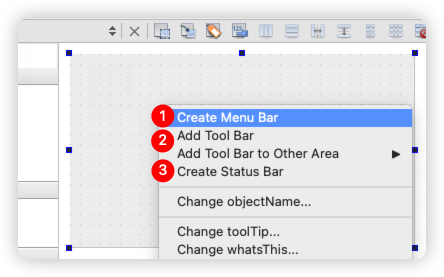 1 Create Menu Bar
Add Tool Bar
2
Add Tool Bar to Other Area
3 Create Status Bar
Change objectName...
Change toolTip...
Change whatsThis...